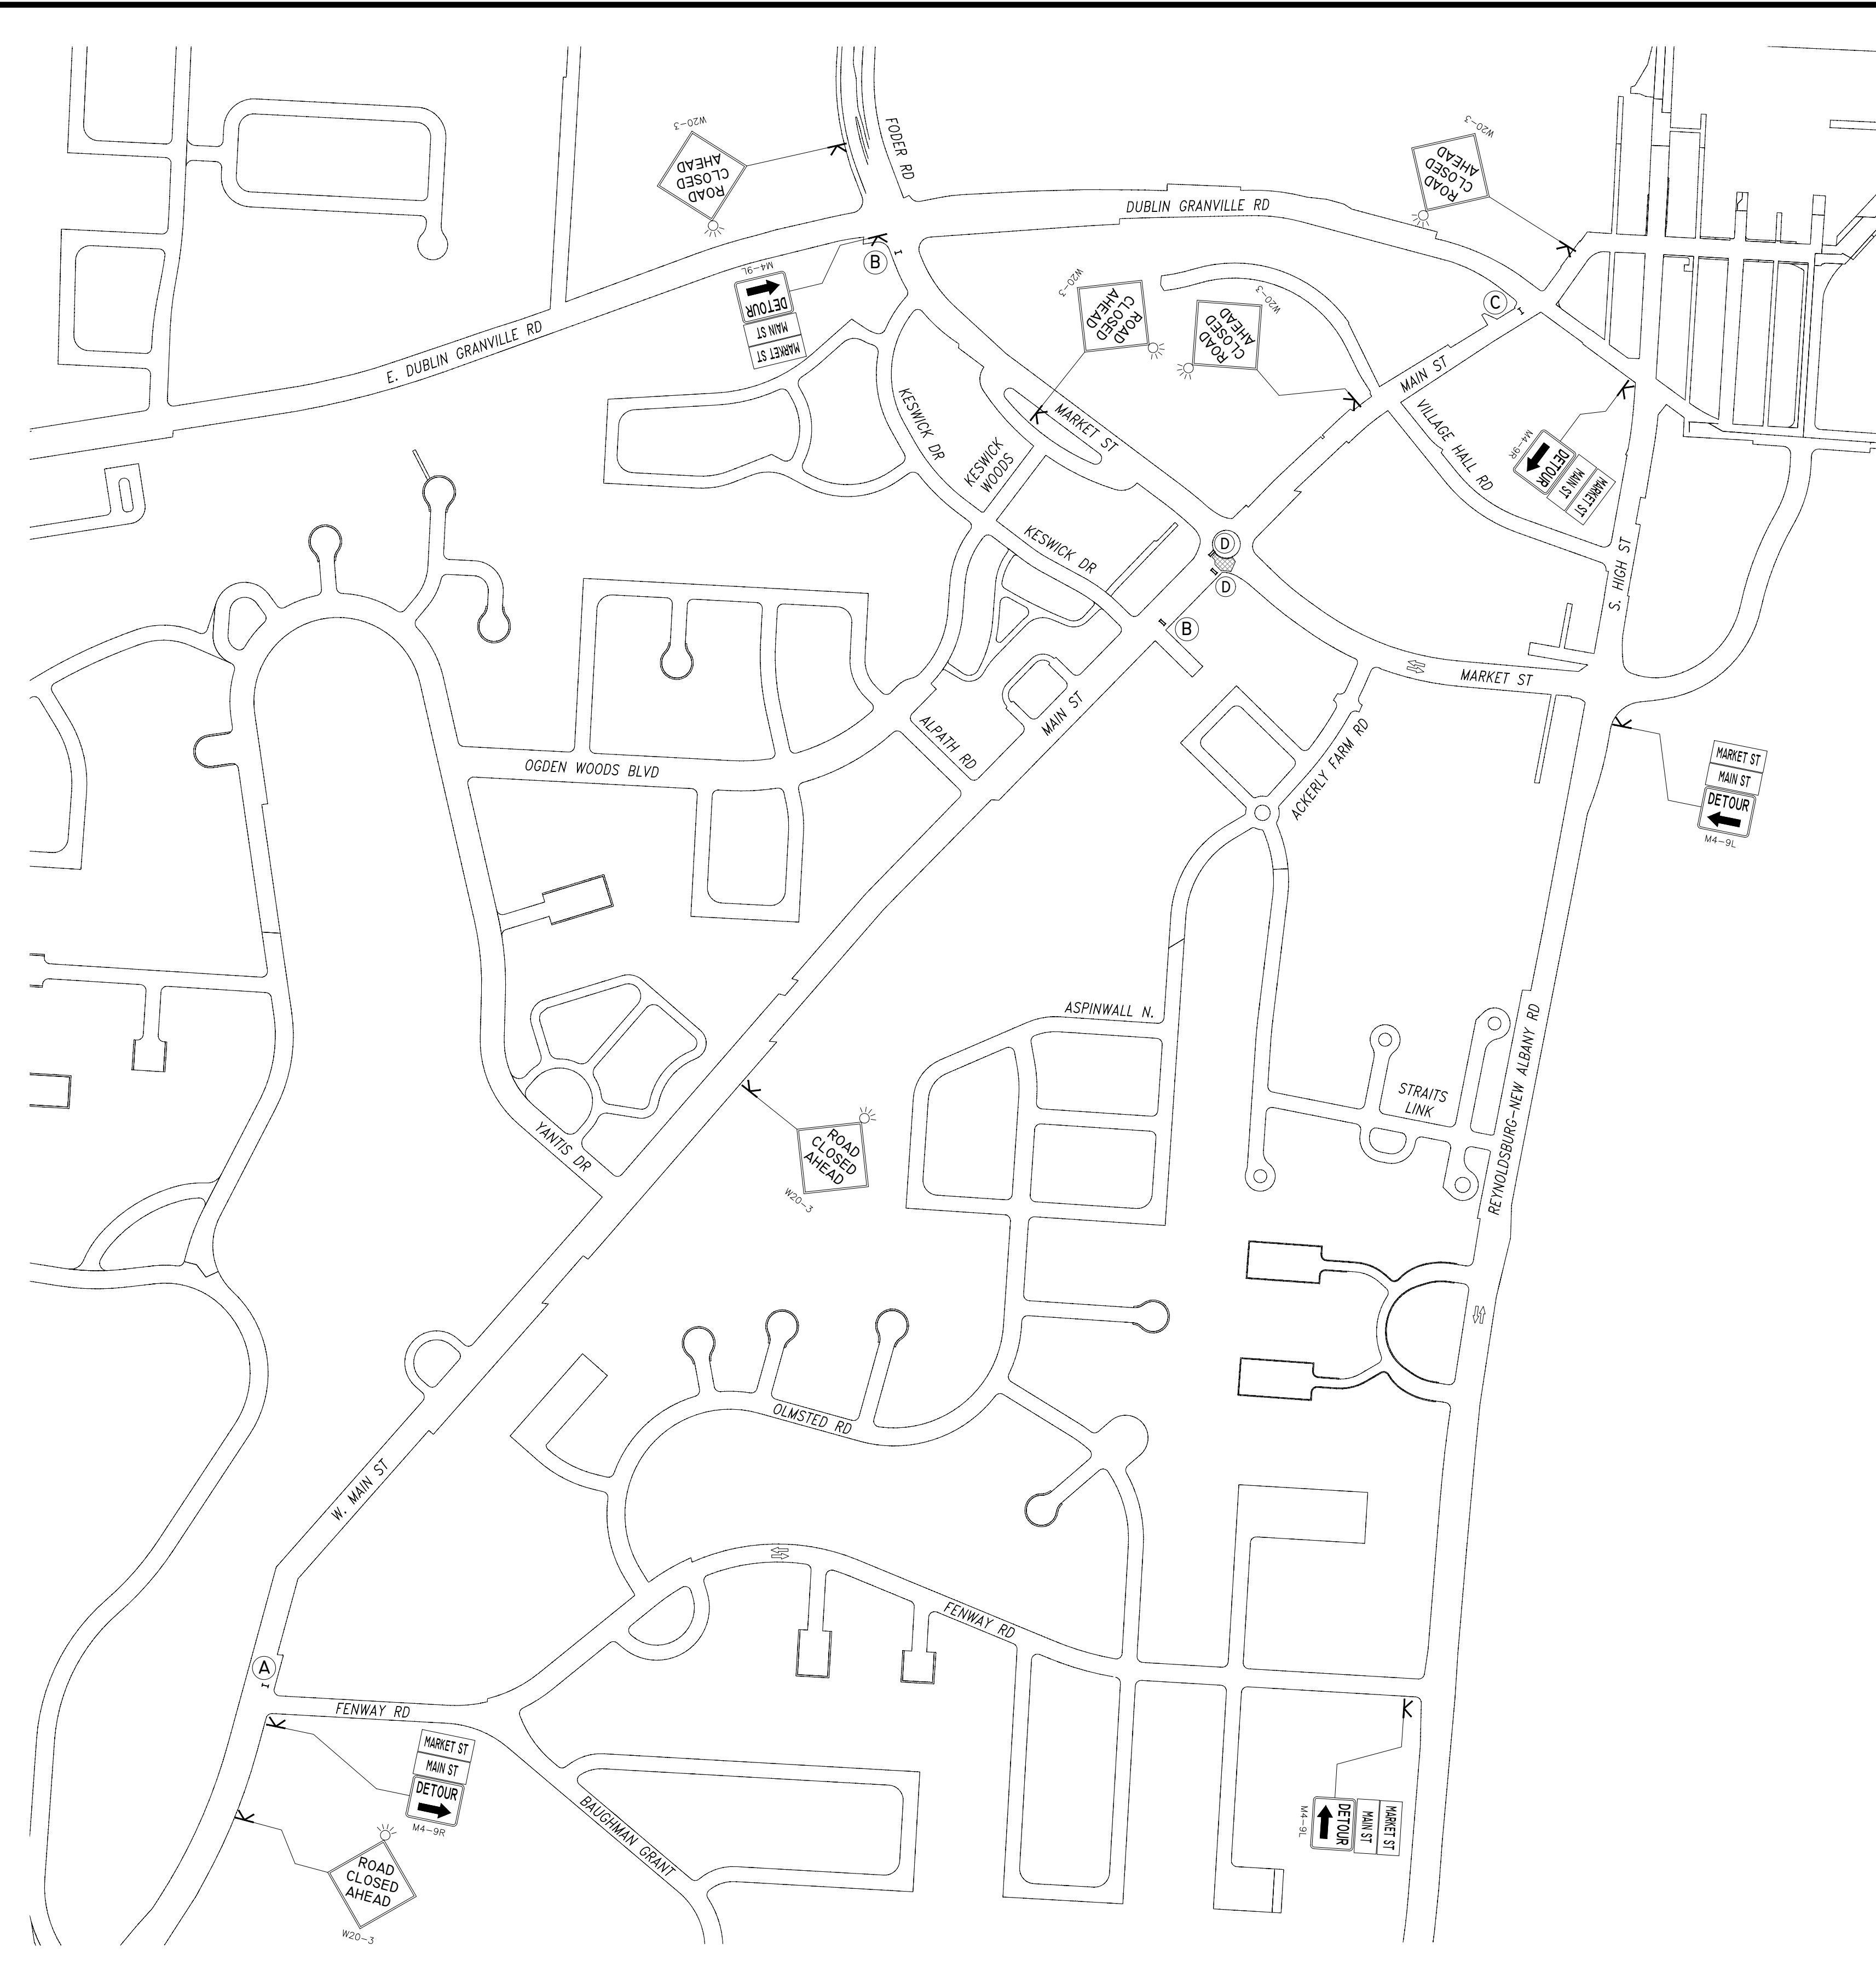 W20-3
ROAD
CLOSED
AHEAD
FODER RD
DUBLIN GRANVILLE RD
W20-3
ROAD
CLOSED
AHEAD
B
M4-9L
DETOUR
MAIN ST
MARKET ST
E. DUBLIN GRANVILLE RD
W20-3
ROAD
CLOSED
AHEAD
W20-3
ROAD
CLOSED
AHEAD
C
MAIN ST
KESWICK DR
MARKET ST
KESWICK
WOODS
VILLAGE HALL RD
M4-9R
DETOUR
MAIN ST
MARKET ST
KESWICK DR
D
D
B
S. HIGH ST
MARKET ST
ALPATH RD
MAIN ST
OGDEN WOODS BLVD
ACKERLY FARM RD
MARKET ST
MAIN ST
DETOUR
M4-9L
ASPINWALL N.
STRAITS
LINK
REYNOLDSBURG-NEW ALBANY RD
YANTIS DR
ROAD
CLOSED
AHEAD
W20-3
OLMSTED RD
W. MAIN ST
FENWAY RD
A
FENWAY RD
MARKET ST
MAIN ST
DETOUR
M4-9R
BAUGHMAN GRANT
ROAD
CLOSED
AHEAD
W20-3
MARKET ST
MAIN ST
DETOUR
M4-9L